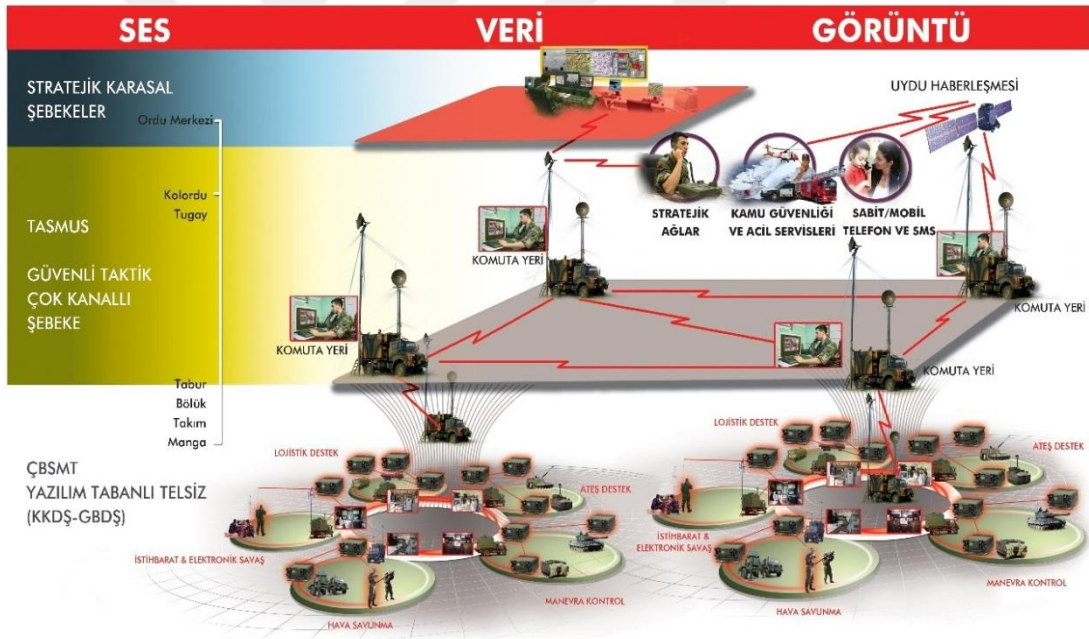 SES
VERİ
GÖRÜNTÜ
STRATEJİK KARASAL
ŞEBEKELER
Ordu Merkezi
UYDU HABERLEŞMESİ
Kolordu
Tugay
STRATEJİK
AĞLAR
KAMU GÜVENLİĞİ
VE ACİL SERVİSLERİ
SABİT/MOBİL
TELEFON VE SMS
TASMUS
GÜVENLİ TAKTİK
ÇOK KANALLI
ŞEBEKE
KOMUTA YERİ
KOMUTA YERİ
KOMUTA YERİ
KOMUTA YERİ
Tabur
Bölük
Takım
Manga
ÇBSMT
YAZILIM TABANLI TELSİZ
(KKDŞ-GBDŞ)
LOJİSTİK DESTEK
ATEŞ DESTEK
İSTİHBARAT & ELEKTRONİK SAVAŞ
MANEVRA KONTROL
HAVA SAVUNMA
LOJİSTİK DESTEK
ATEŞ DESTEK
İSTİHBARAT &
ELEKTRONİK SAVAŞ
MANEVRA KONTROL
HAVA SAVUNMA